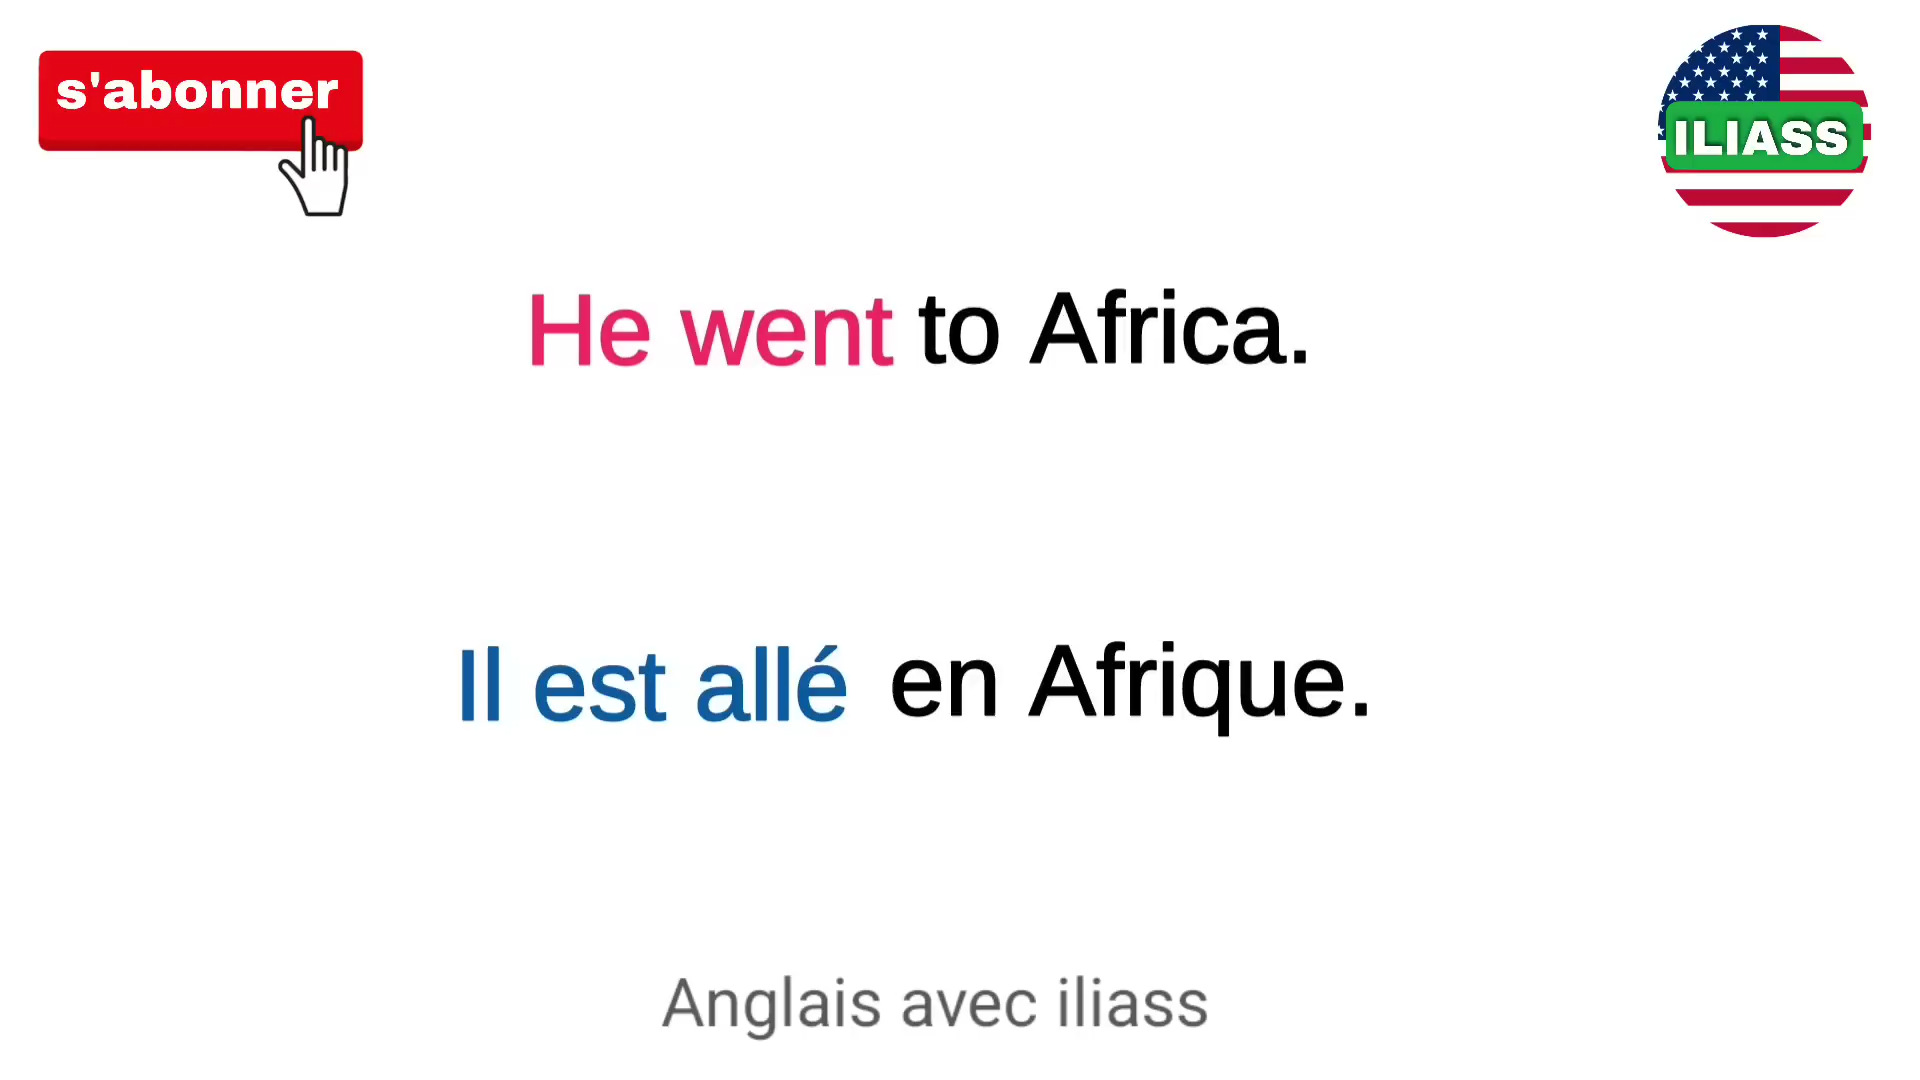 s'abonner
ILIASS
He went to Africa.
Il est allé en Afrique.
Anglais avec iliass